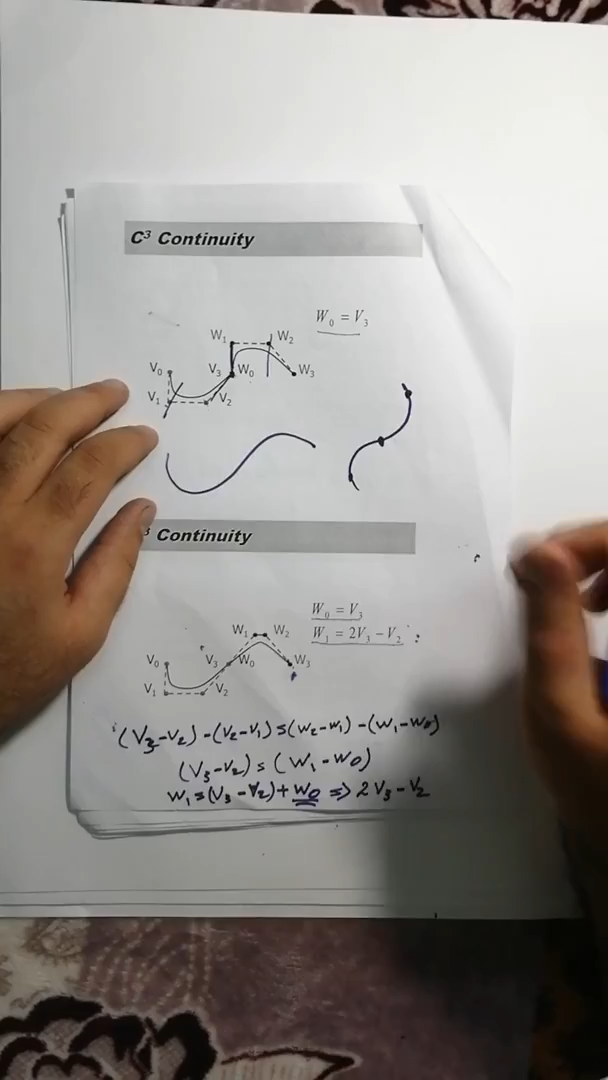 C³ Continuity
W₀ = V₃
W₁ W₂
V₀ V₃ W₀ W₃
V₁ V₂
³ Continuity
W₀ = V₃
W₁ = 2V₃ − V₂ :
W₁ W₂
V₀ V₃ W₀ W₃
V₁ V₂
(V₃-V₂)-(V₂-V₁)=(W₂-W₁)-(W₁-W₀)
(V₃-V₂)=(W₁-W₀)
W₁=(V₃-V₂)+W₀ => 2V₃-V₂